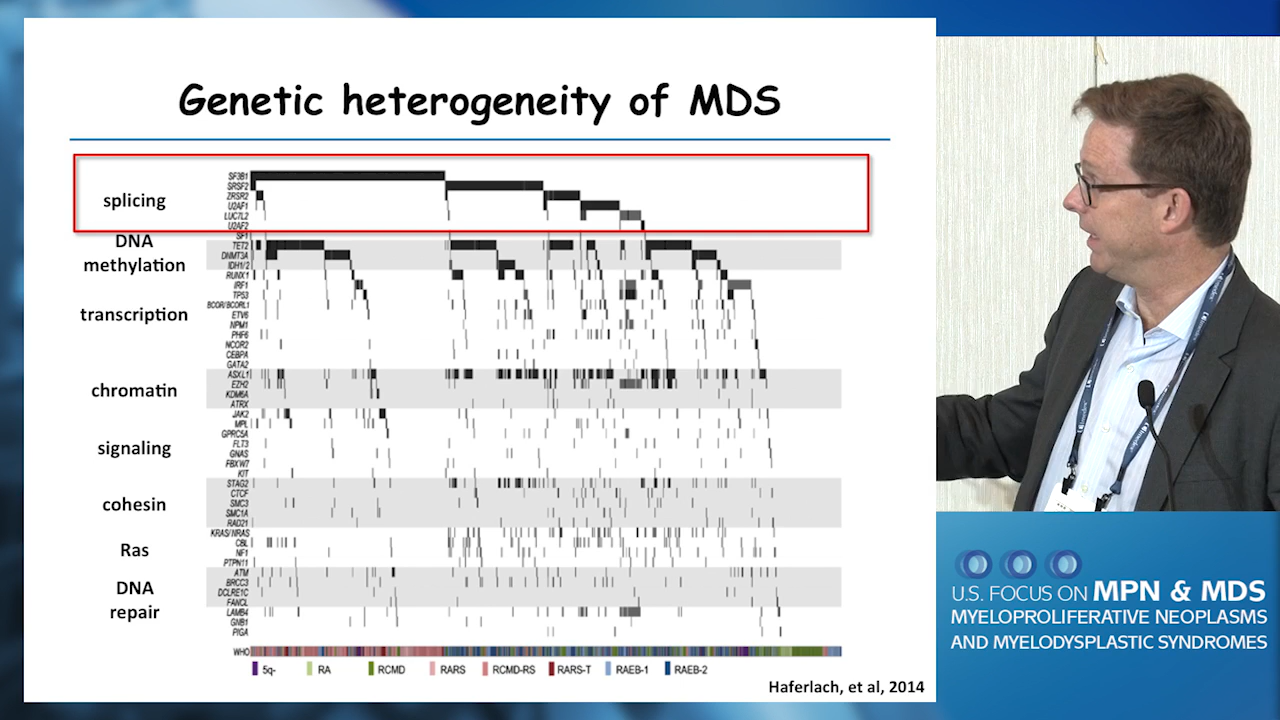 Genetic heterogeneity of MDS
splicing
SF3B1
SRSF2
ZRSR2
U2AF1
LUC7L2
U2AF2
SF1
DNA
methylation
TET2
DNMT3A
IDH1/2
transcription
RUNX1
IRF1
TP53
BCOR/BCORL1
ETV6
NPM1
PHF6
NCOR2
CEBPA
GATA2
chromatin
ASXL1
EZH2
KDM6A
ATRX
signaling
JAK2
MPL
GPRC5A
FLT3
GNAS
FBXW7
KIT
cohesin
STAG2
CTCF
SMC3
SMC1A
RAD21
Ras
KRAS/NRAS
CBL
NF1
PTPN11
DNA
repair
ATM
BRCC3
DCLRE1C
FANCL
LAMB4
GNB1
PIGA
WHO
5q- RA RCMD RARS RCMD-RS RARS-T RAEB-1 RAEB-2
Haferlach, et al, 2014
U.S. FOCUS ON MPN & MDS
MYELOPROLIFERATIVE NEOPLASMS
AND MYELODYSPLASTIC SYNDROMES